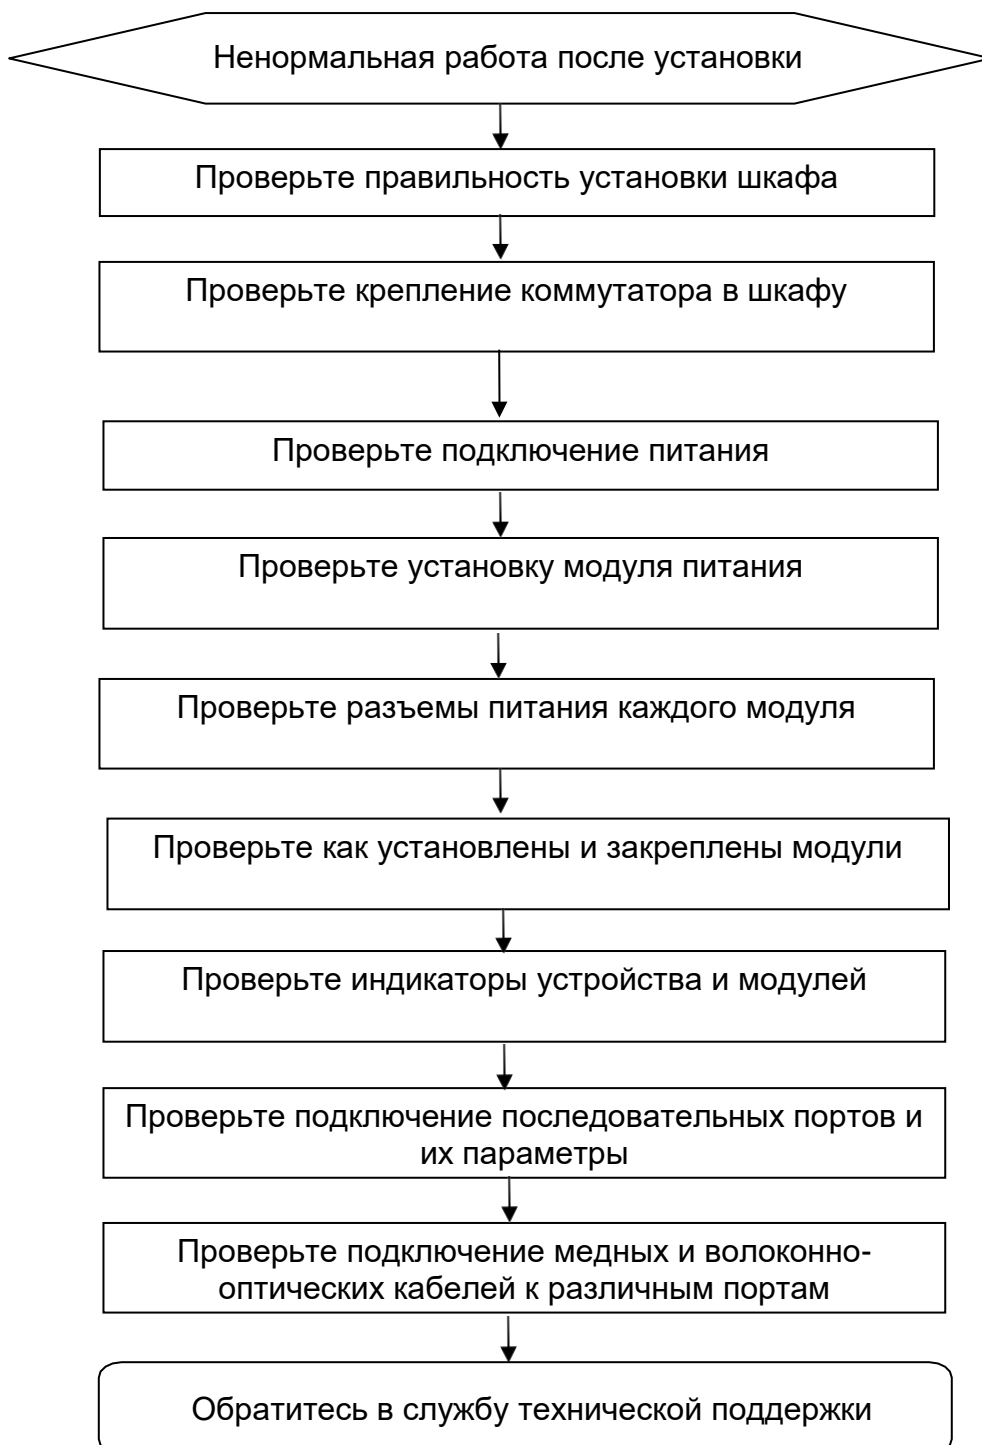 Ненормальная работа после установки
Проверьте правильность установки шкафа
Проверьте крепление коммутатора в шкафу
Проверьте подключение питания
Проверьте установку модуля питания
Проверьте разъемы питания каждого модуля
Проверьте как установлены и закреплены модули
Проверьте индикаторы устройства и модулей
Проверьте подключение последовательных портов и
их параметры
Проверьте подключение медных и волоконно-
оптических кабелей к различным портам
Обратитесь в службу технической поддержки